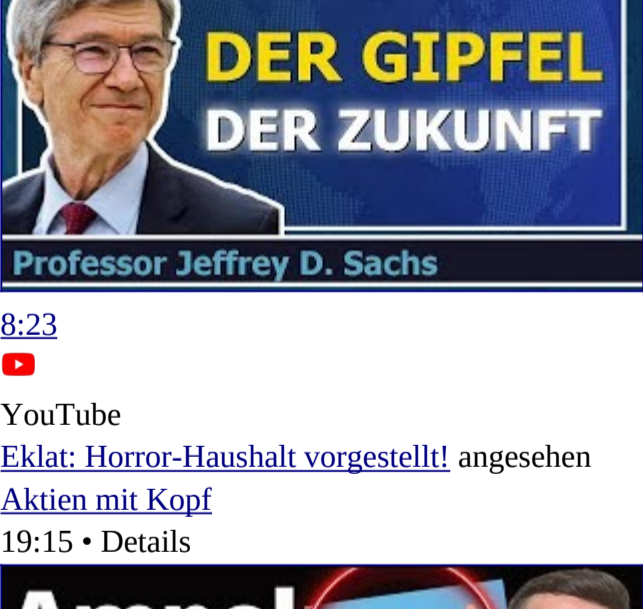 DER GIPFEL
DER ZUKUNFT
Professor Jeffrey D. Sachs
8:23
YouTube
Eklat: Horror-Haushalt vorgestellt! angesehen
Aktien mit Kopf
19:15 • Details